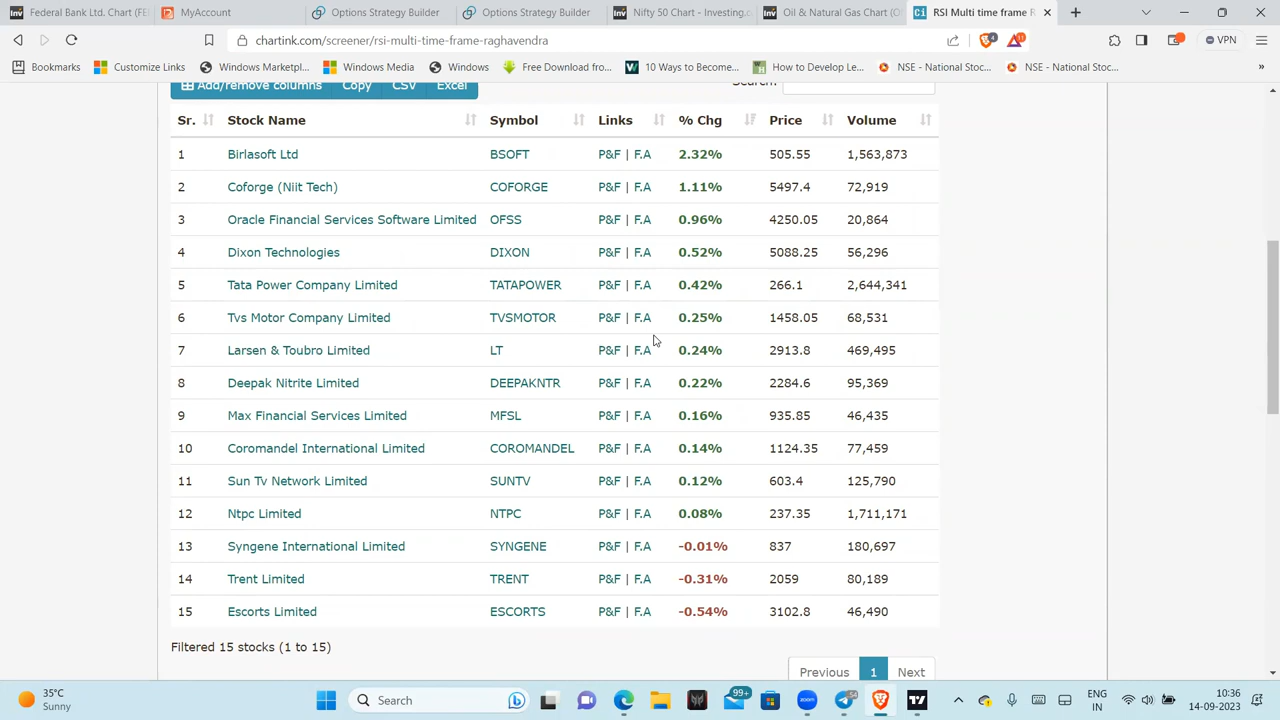 Federal Bank Ltd. Chart (FE
MyAccount
Options Strategy Builder
Options Strategy Builder
Nifty 50 Chart - Investing.c
Oil & Natural Gas Chart (O
RSI Multi time frame R
chartink.com/screener/rsi-multi-time-frame-raghavendra
4
11
VPN
Bookmarks
Customize Links
Windows Marketpl...
Windows Media
Windows
Free Download fro...
10 Ways to Become...
How to Develop Le...
NSE - National Stoc...
NSE - National Stoc...
»
Add/remove columns Copy CSV Excel Search:
Sr. Stock Name Symbol Links % Chg Price Volume
1 Birlasoft Ltd BSOFT P&F | F.A 2.32% 505.55 1,563,873
2 Coforge (Niit Tech) COFORGE P&F | F.A 1.11% 5497.4 72,919
3 Oracle Financial Services Software Limited OFSS P&F | F.A 0.96% 4250.05 20,864
4 Dixon Technologies DIXON P&F | F.A 0.52% 5088.25 56,296
5 Tata Power Company Limited TATAPOWER P&F | F.A 0.42% 266.1 2,644,341
6 Tvs Motor Company Limited TVSMOTOR P&F | F.A 0.25% 1458.05 68,531
7 Larsen & Toubro Limited LT P&F | F.A 0.24% 2913.8 469,495
8 Deepak Nitrite Limited DEEPAKNTR P&F | F.A 0.22% 2284.6 95,369
9 Max Financial Services Limited MFSL P&F | F.A 0.16% 935.85 46,435
10 Coromandel International Limited COROMANDEL P&F | F.A 0.14% 1124.35 77,459
11 Sun Tv Network Limited SUNTV P&F | F.A 0.12% 603.4 125,790
12 Ntpc Limited NTPC P&F | F.A 0.08% 237.35 1,711,171
13 Syngene International Limited SYNGENE P&F | F.A -0.01% 837 180,697
14 Trent Limited TRENT P&F | F.A -0.31% 2059 80,189
15 Escorts Limited ESCORTS P&F | F.A -0.54% 3102.8 46,490
Filtered 15 stocks (1 to 15)
Previous 1 Next
35°C
Sunny
Search
99+
zoom
54
ENG
IN
10:36
14-09-2023